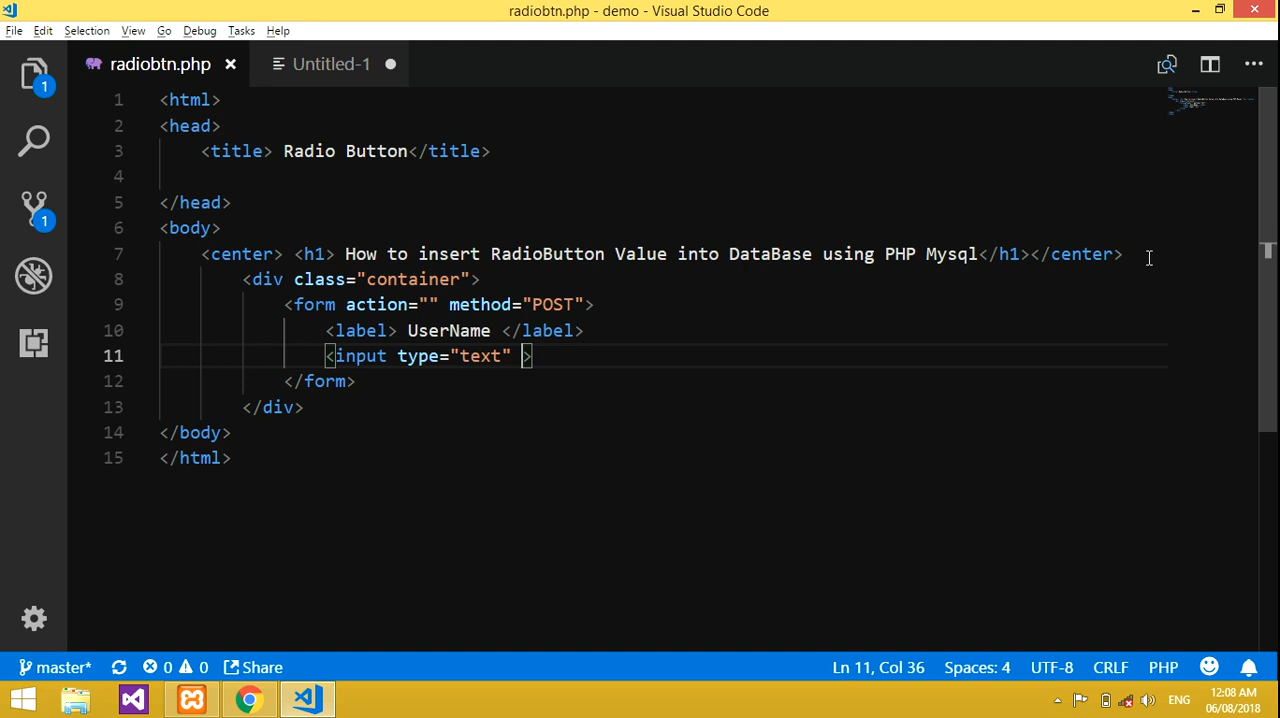 radiobtn.php - demo - Visual Studio Code
File Edit Selection View Go Debug Tasks Help
radiobtn.php Untitled-1
1 <html>
2 <head>
3 <title> Radio Button</title>
4
5 </head>
6 <body>
7 <center> <h1> How to insert RadioButton Value into DataBase using PHP Mysql</h1></center>
8 <div class="container">
9 <form action="" method="POST">
10 <label> UserName </label>
11 <input type="text" >
12 </form>
13 </div>
14 </body>
15 </html>
1
1
master* 0 0 Share Ln 11, Col 36 Spaces: 4 UTF-8 CRLF PHP
ENG 12:08 AM
06/08/2018